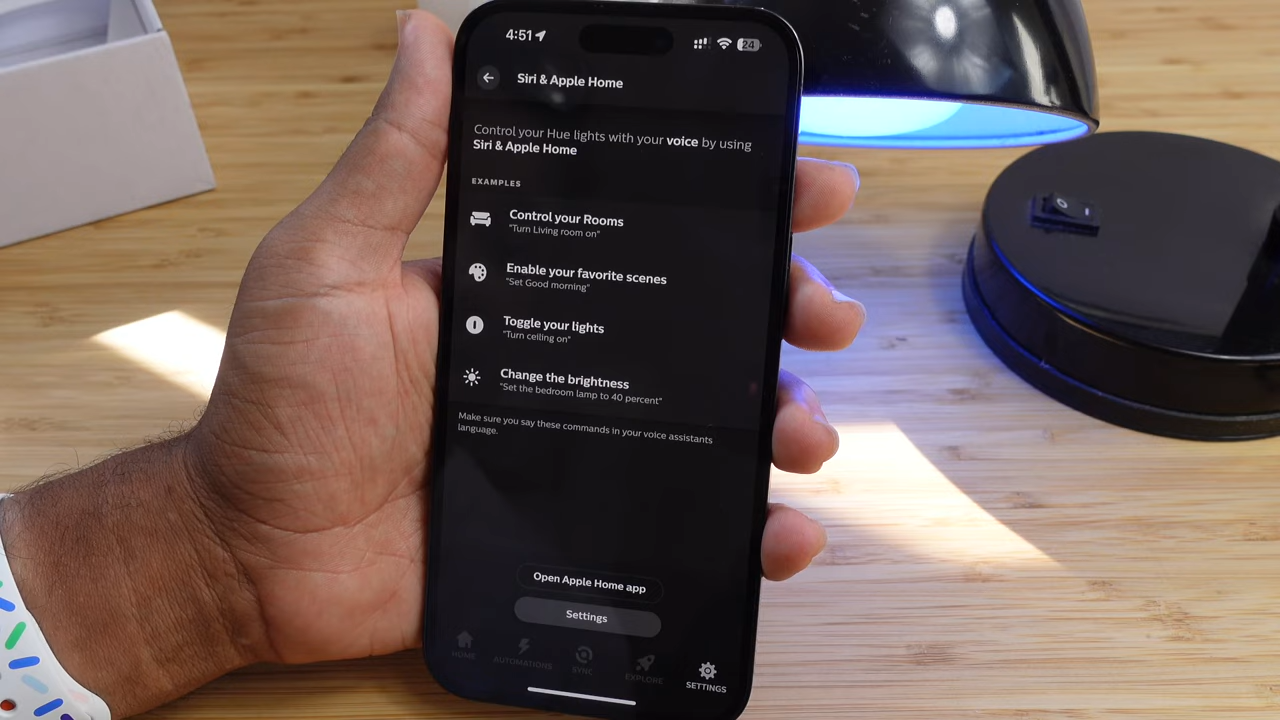 4:51
24
Siri & Apple Home
Control your Hue lights with your voice by using
Siri & Apple Home
EXAMPLES
Control your Rooms
"Turn Living room on"
Enable your favorite scenes
"Set Good morning"
Toggle your lights
"Turn ceiling on"
Change the brightness
"Set the bedroom lamp to 40 percent"
Make sure you say these commands in your voice assistants
language.
Open Apple Home app
Settings
HOME
AUTOMATIONS
SYNC
EXPLORE
SETTINGS